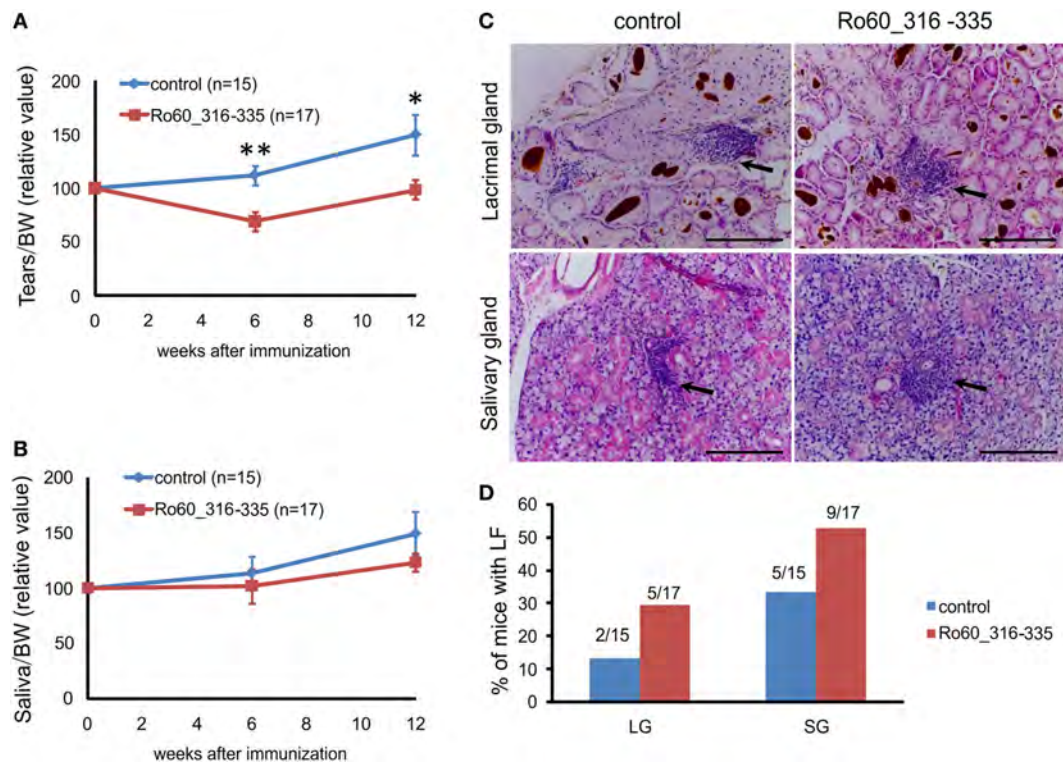 A
200
150
100
50
0
Tears/BW (relative value)
control (n=15)
Ro60_316-335 (n=17)
**
*
0 2 4 6 8 10 12
weeks after immunization
B
200
150
100
50
0
Saliva/BW (relative value)
control (n=15)
Ro60_316-335 (n=17)
0 2 4 6 8 10 12
weeks after immunization
C
control Ro60_316 -335
Lacrimal gland
Salivary gland
D
60
50
40
30
20
10
0
% of mice with LF
2/15
5/17
5/15
9/17
LG SG
control
Ro60_316-335